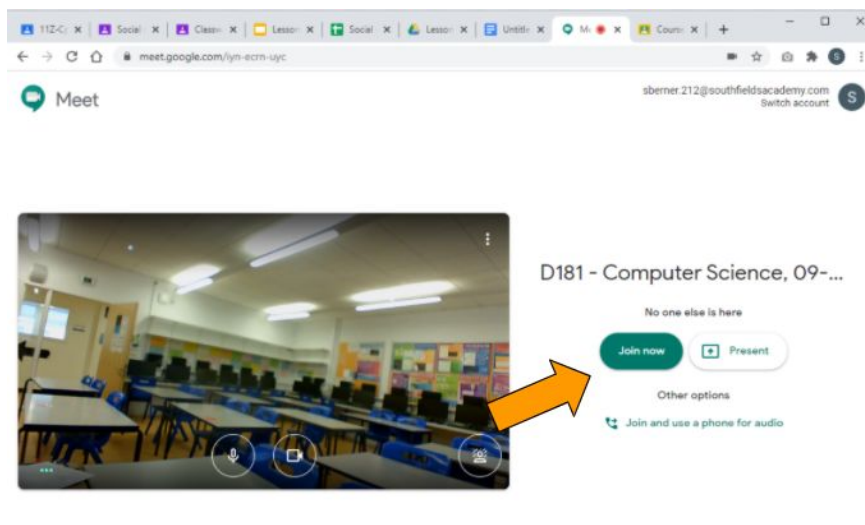 11Z-C/
Social
Classw
Lesson
Social
Lesson
Untitle
Me
Course
meet.google.com/iyn-ecrn-uyc
Meet
sberner.212@southfieldsacademy.com
Switch account
S
D181 - Computer Science, 09-...
No one else is here
Join now
Present
Other options
Join and use a phone for audio